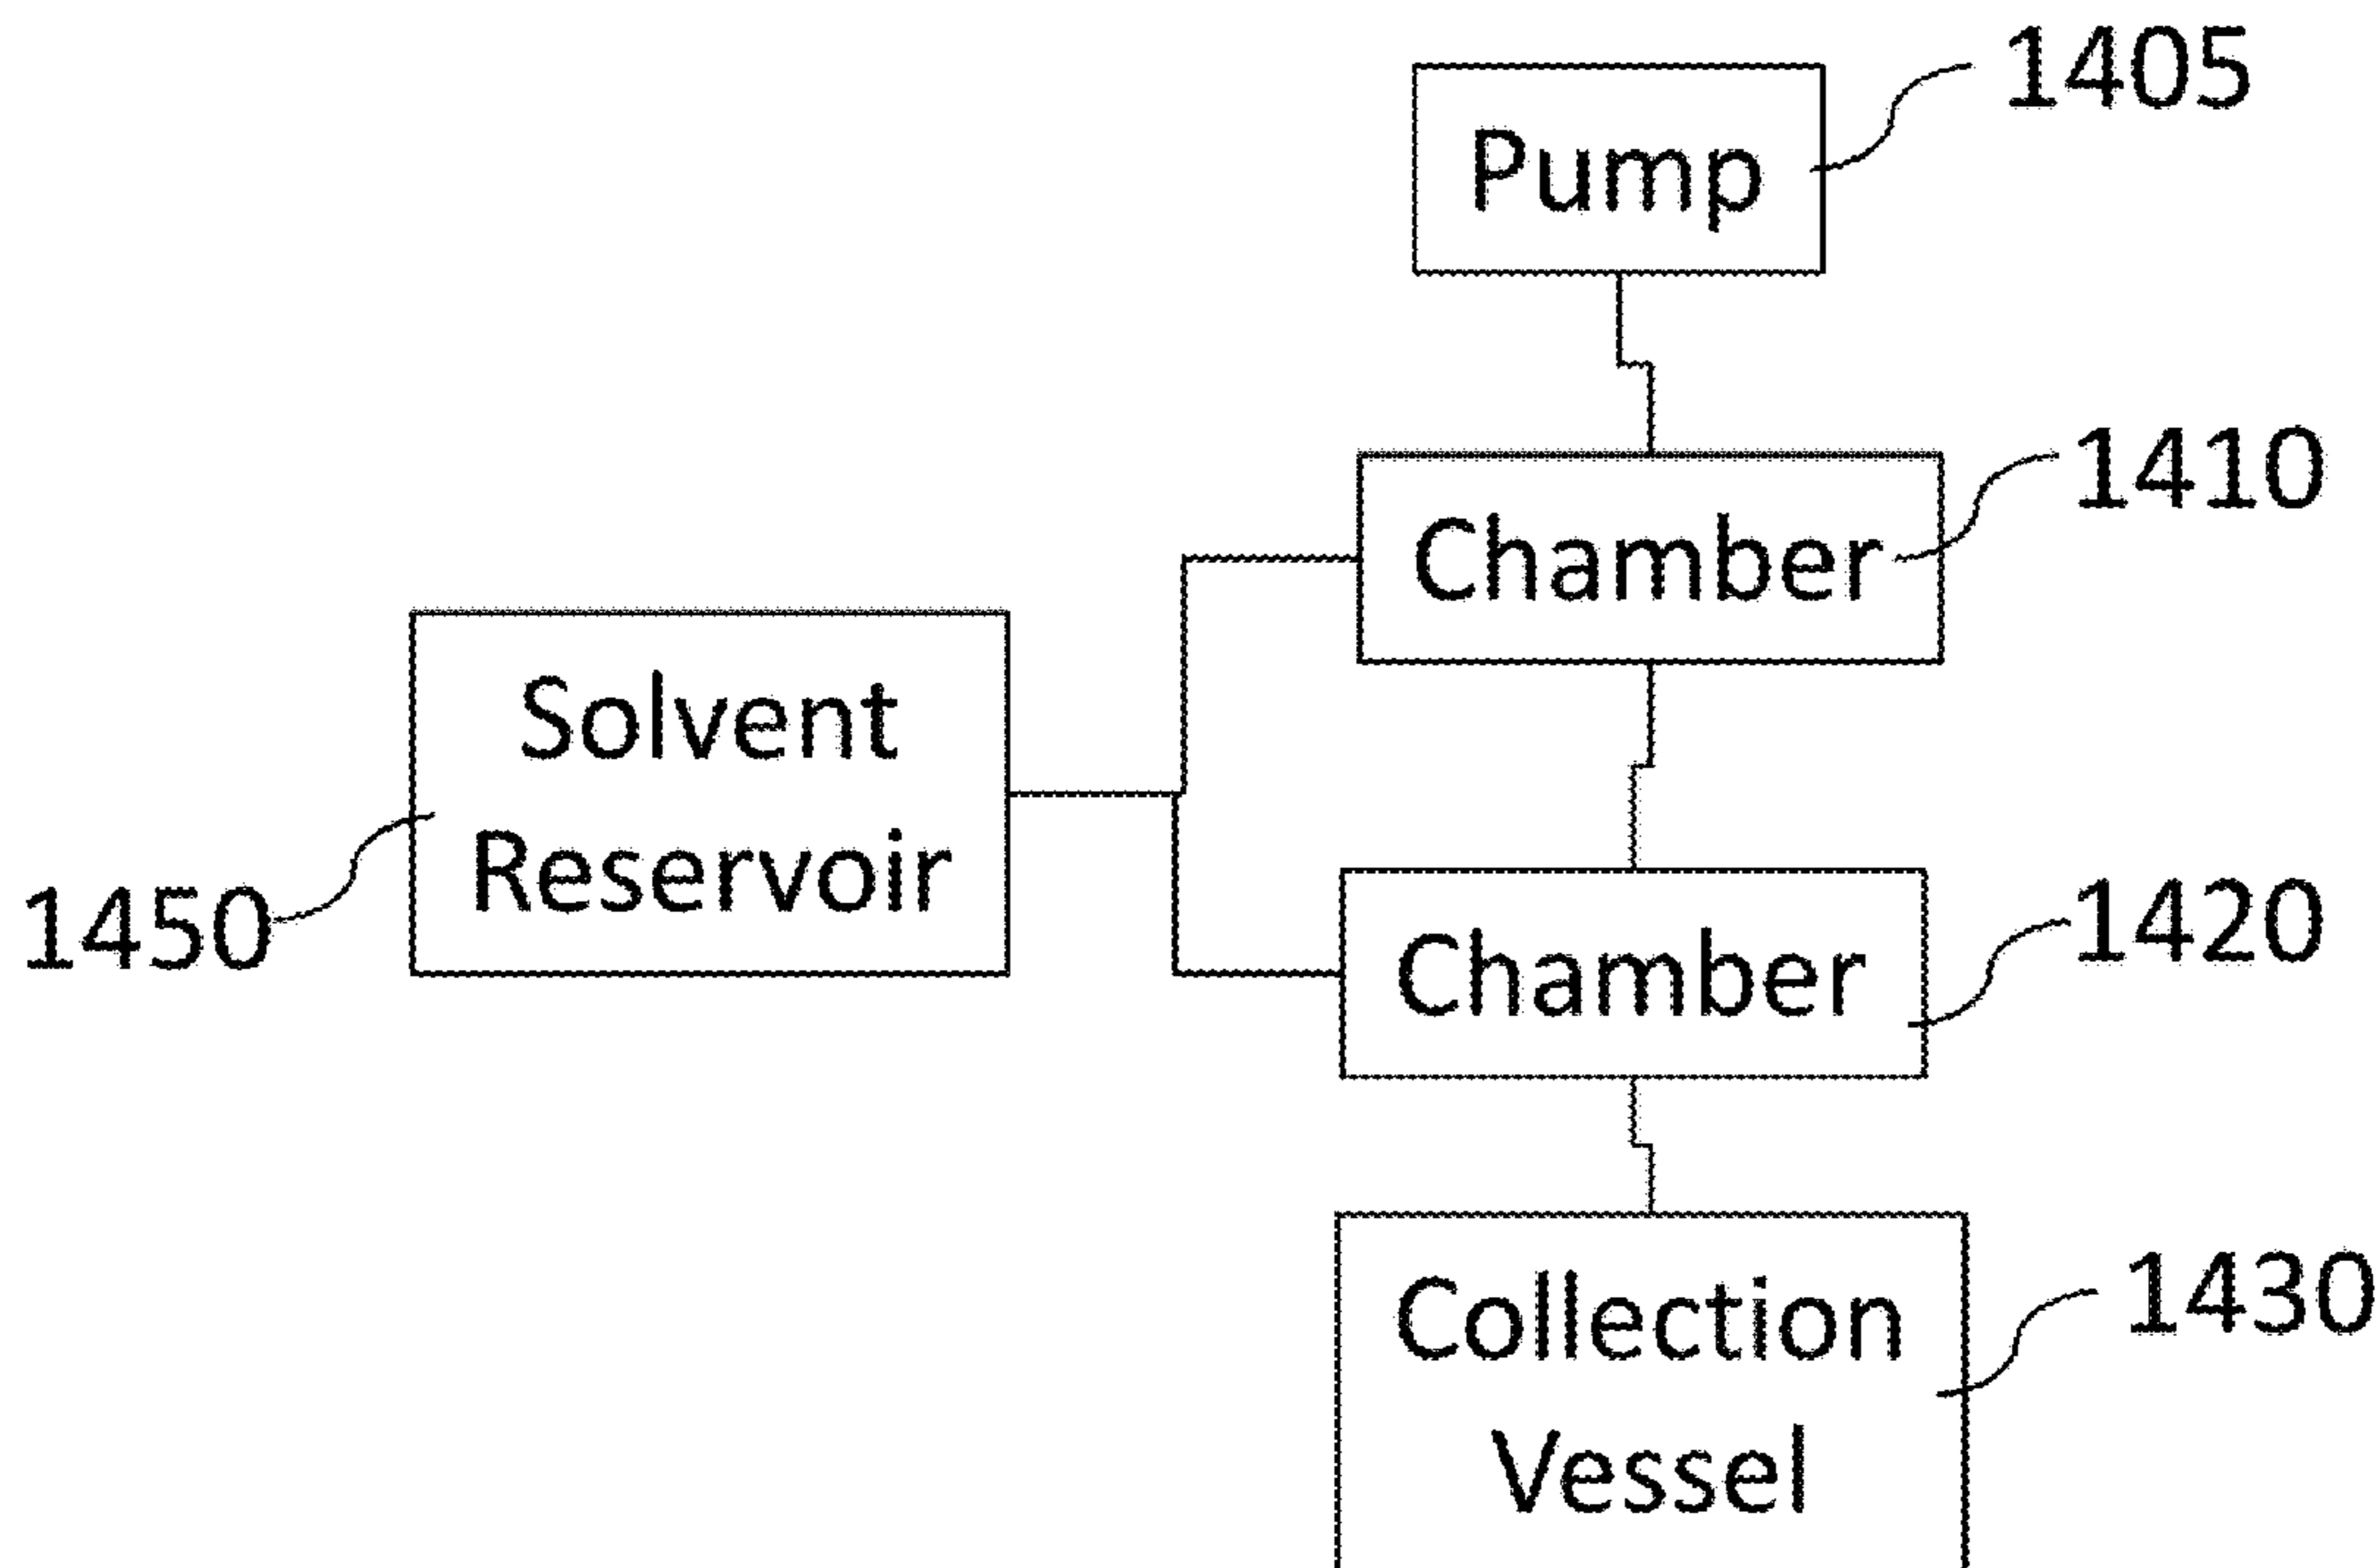 1405
Pump
1410
Chamber
Solvent
Reservoir
1450
1420
Chamber
1430
Collection
Vessel